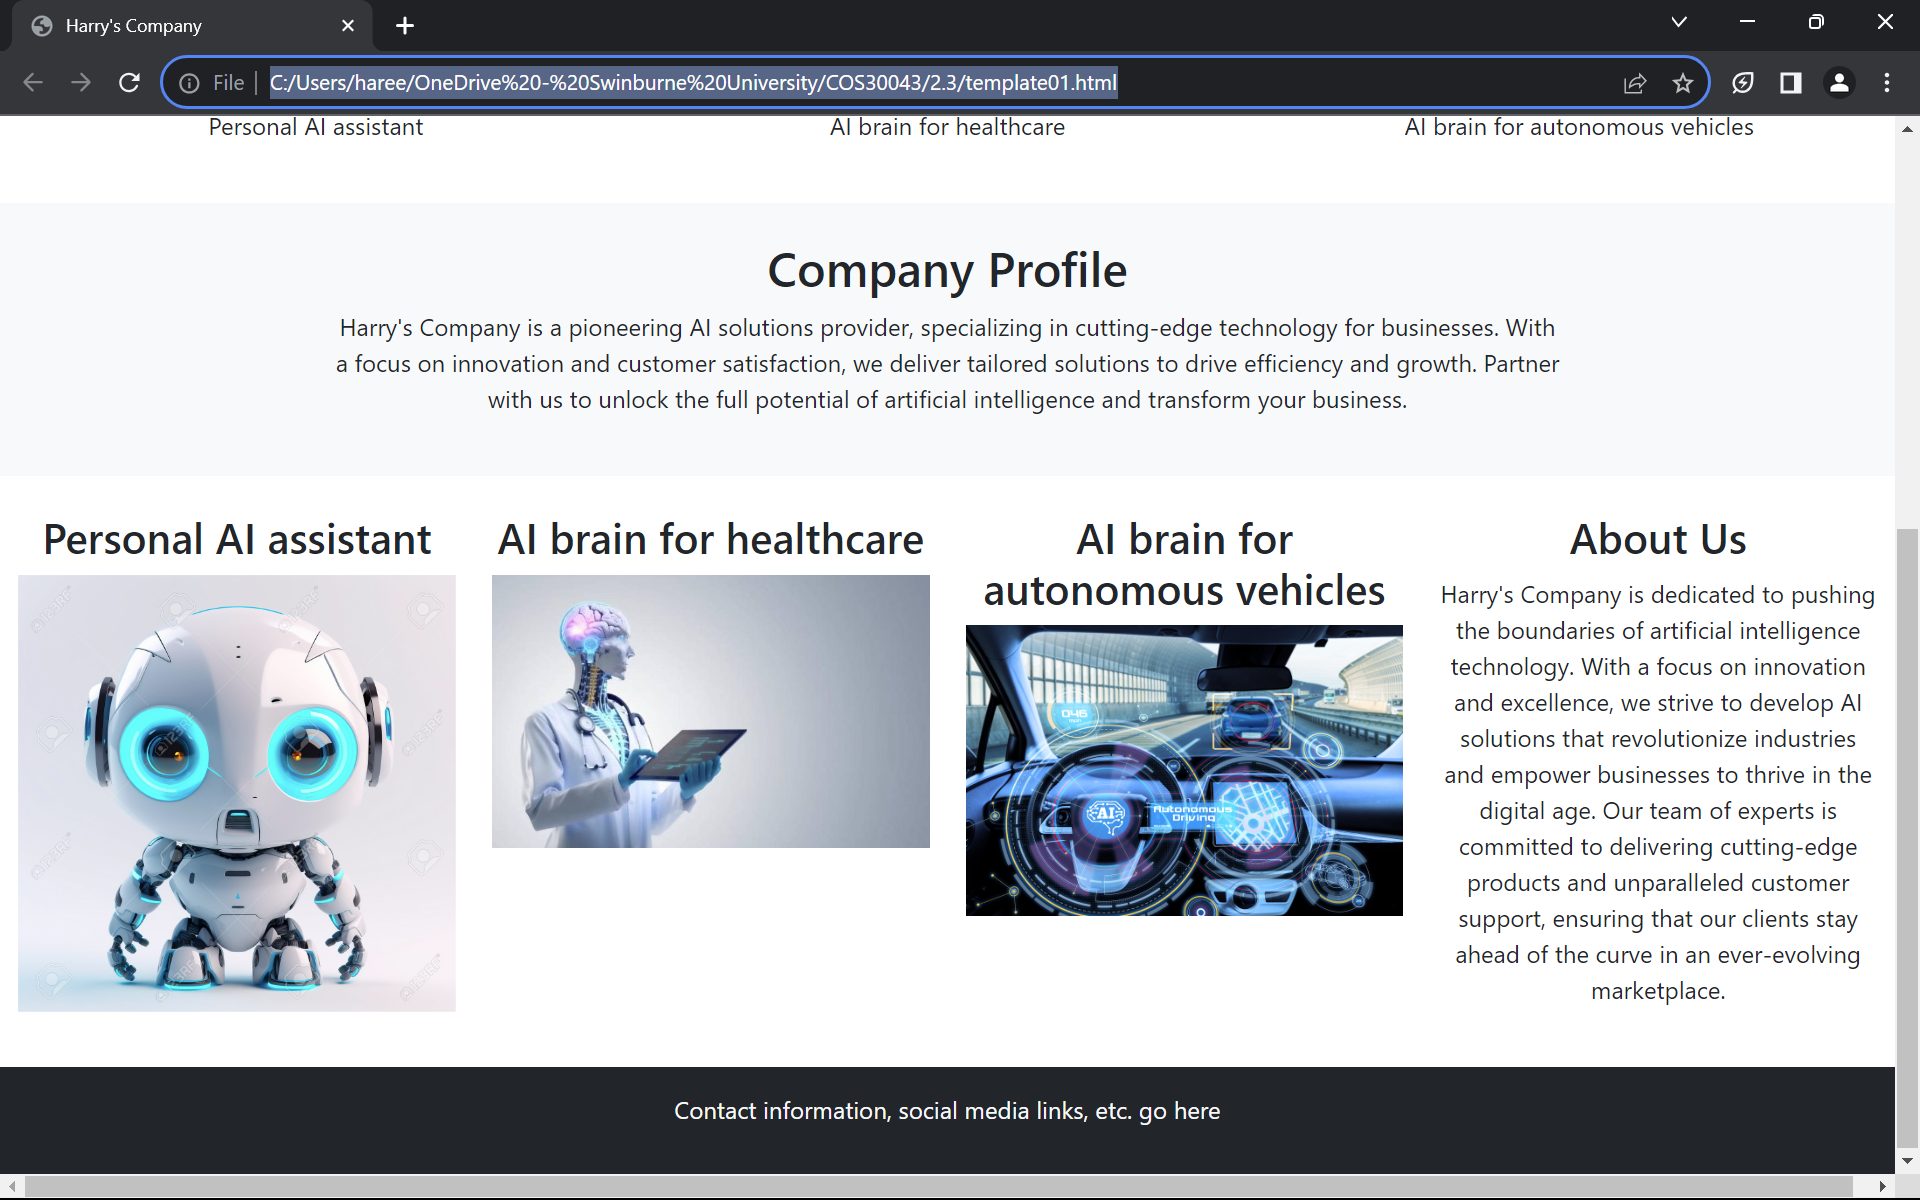 Harry's Company
File
C:/Users/haree/OneDrive%20-%20Swinburne%20University/COS30043/2.3/template01.html
Personal AI assistant
AI brain for healthcare
AI brain for autonomous vehicles
Company Profile
Harry's Company is a pioneering AI solutions provider, specializing in cutting-edge technology for businesses. With
a focus on innovation and customer satisfaction, we deliver tailored solutions to drive efficiency and growth. Partner
with us to unlock the full potential of artificial intelligence and transform your business.
Personal AI assistant
AI brain for healthcare
AI brain for
autonomous vehicles
046
mph
AI
Autonomous
Driving
About Us
Harry's Company is dedicated to pushing
the boundaries of artificial intelligence
technology. With a focus on innovation
and excellence, we strive to develop AI
solutions that revolutionize industries
and empower businesses to thrive in the
digital age. Our team of experts is
committed to delivering cutting-edge
products and unparalleled customer
support, ensuring that our clients stay
ahead of the curve in an ever-evolving
marketplace.
Contact information, social media links, etc. go here